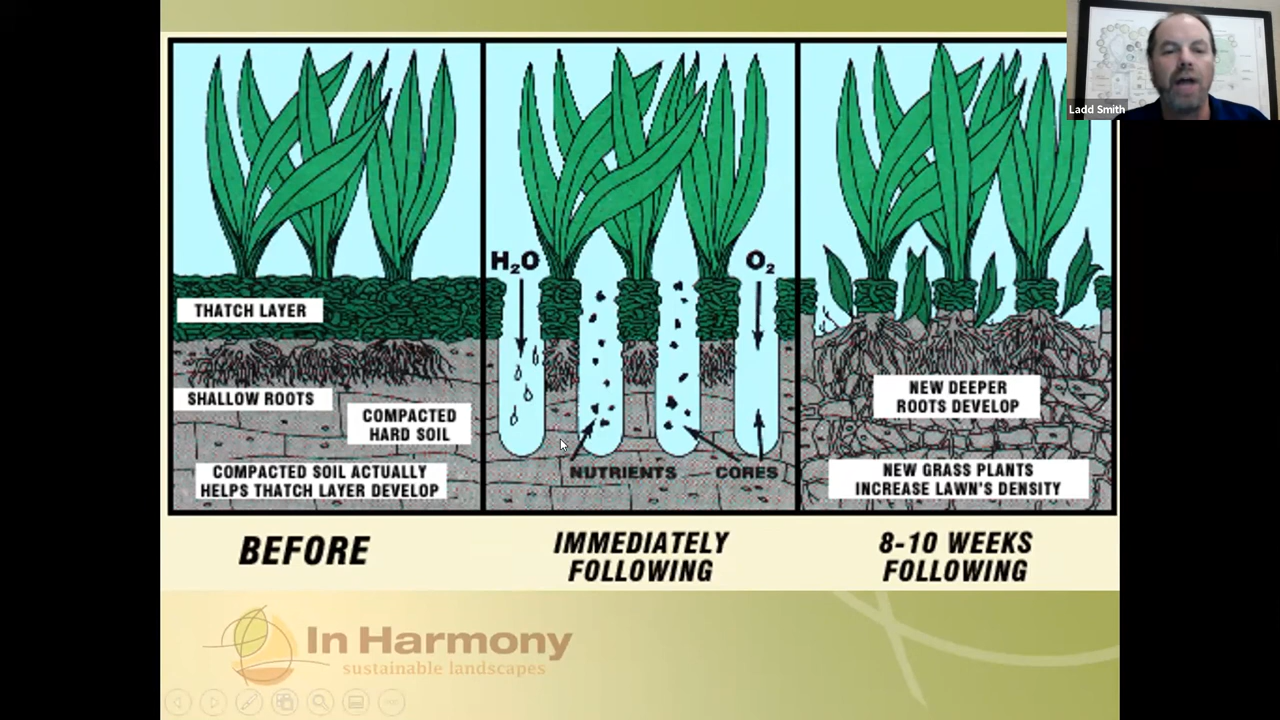 Ladd Smith
THATCH LAYER
SHALLOW ROOTS
COMPACTED
HARD SOIL
COMPACTED SOIL ACTUALLY
HELPS THATCH LAYER DEVELOP
BEFORE
H₂O
O₂
NUTRIENTS
CORES
IMMEDIATELY
FOLLOWING
NEW DEEPER
ROOTS DEVELOP
NEW GRASS PLANTS
INCREASE LAWN'S DENSITY
8-10 WEEKS
FOLLOWING
In Harmony
sustainable landscapes